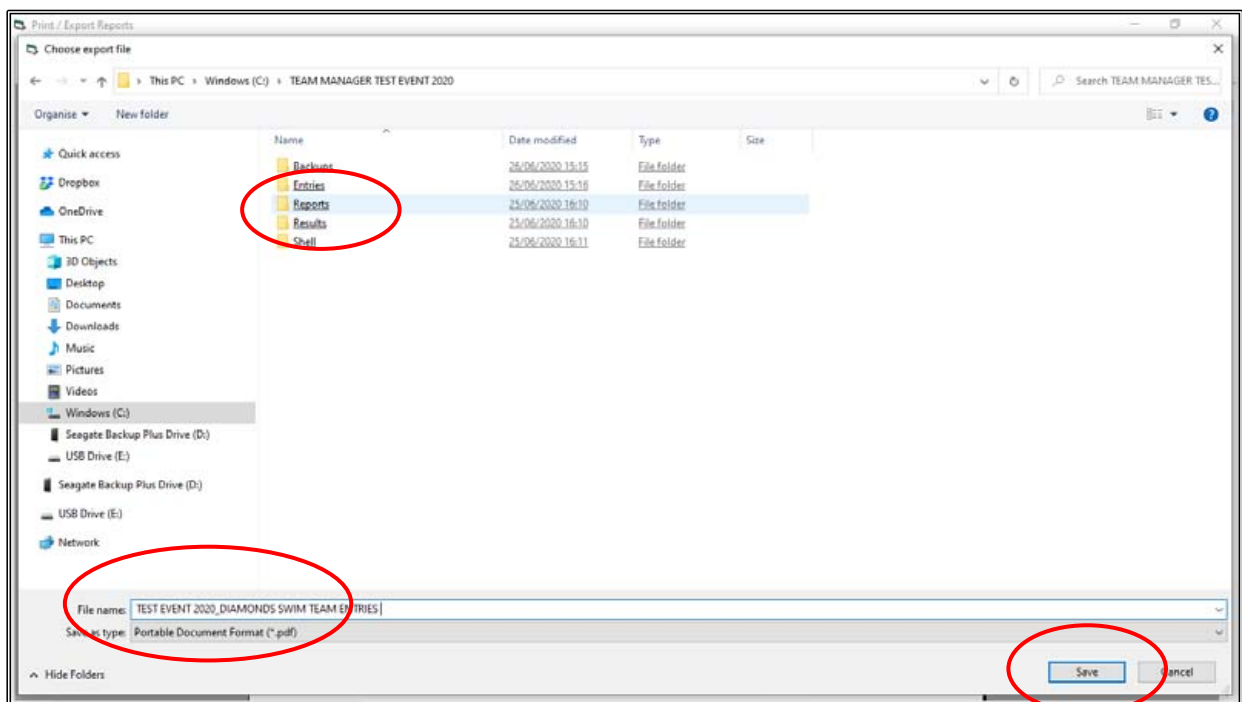 Print / Export Reports
Choose export file
This PC › Windows (C:) › TEAM MANAGER TEST EVENT 2020
Search TEAM MANAGER TES...
Organise New folder
Name Date modified Type Size
Quick access
Dropbox
OneDrive
This PC
3D Objects
Desktop
Documents
Downloads
Music
Pictures
Videos
Windows (C:)
Seagate Backup Plus Drive (D:)
USB Drive (E:)
Seagate Backup Plus Drive (D:)
USB Drive (E:)
Network
Backups 26/06/2020 15:15 File folder
Entries 26/06/2020 15:16 File folder
Reports 25/06/2020 16:10 File folder
Results 25/06/2020 16:10 File folder
Shell 25/06/2020 16:11 File folder
File name: TEST EVENT 2020_DIAMONDS SWIM TEAM ENTRIES
Save as type: Portable Document Format (*.pdf)
Hide Folders
Save Cancel